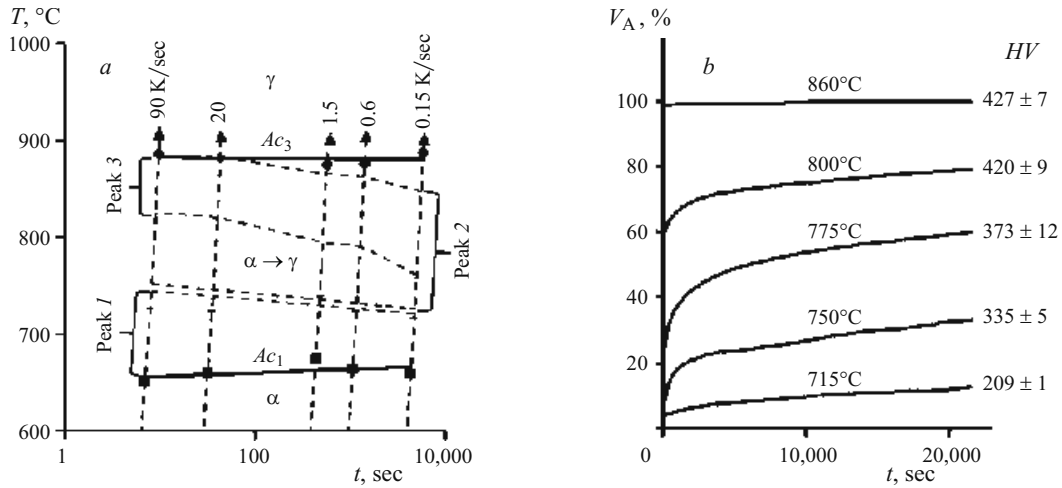 T, °C
1000
900
800
700
600
1
100
10,000
t, sec
a
γ
90 K/sec
20
1.5
0.6
0.15 K/sec
Ac3
Peak 3
Peak 2
α → γ
Peak 1
Ac1
α
V_A, %
b
HV
100
80
60
40
20
0
10,000
20,000
t, sec
860°C
427 ± 7
800°C
420 ± 9
775°C
373 ± 12
750°C
335 ± 5
715°C
209 ± 1